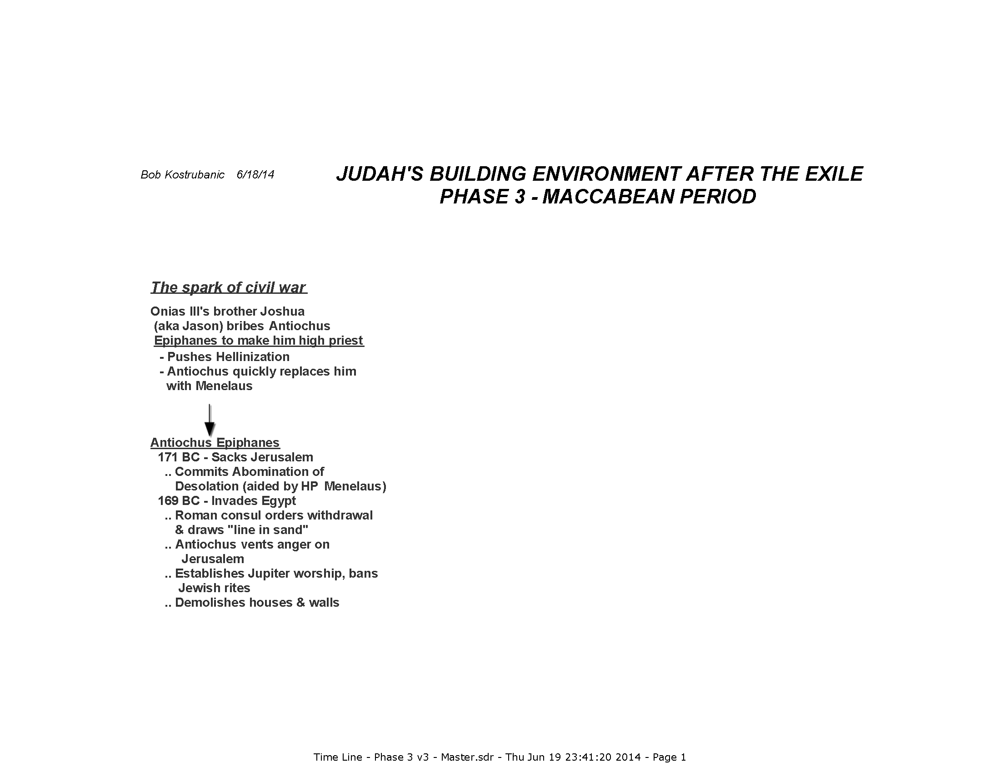 Bob Kostrubanic 6/18/14
JUDAH'S BUILDING ENVIRONMENT AFTER THE EXILE
PHASE 3 - MACCABEAN PERIOD
The spark of civil war
Onias III's brother Joshua
(aka Jason) bribes Antiochus
Epiphanes to make him high priest
- Pushes Hellinization
- Antiochus quickly replaces him
with Menelaus
Antiochus Epiphanes
171 BC - Sacks Jerusalem
.. Commits Abomination of
Desolation (aided by HP Menelaus)
169 BC - Invades Egypt
.. Roman consul orders withdrawal
& draws "line in sand"
.. Antiochus vents anger on
Jerusalem
.. Establishes Jupiter worship, bans
Jewish rites
.. Demolishes houses & walls
Time Line - Phase 3 v3 - Master.sdr - Thu Jun 19 23:41:20 2014 - Page 1